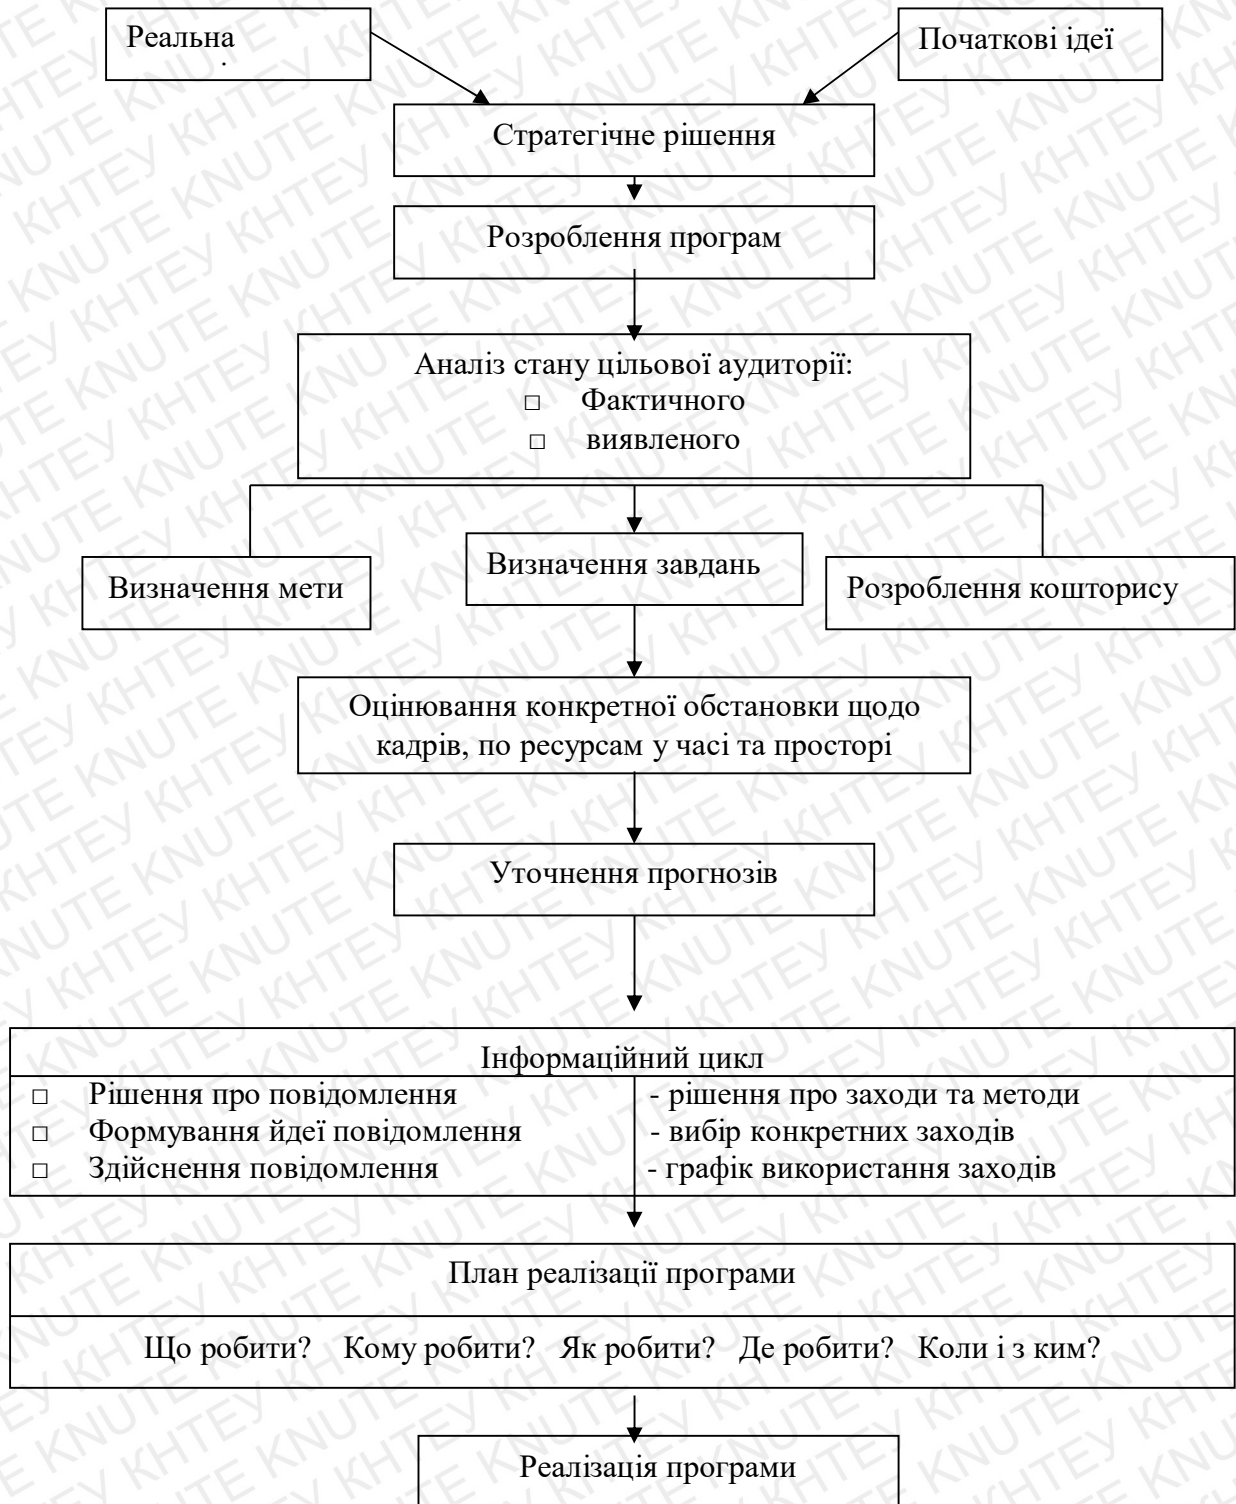 Реальна
Початкові ідеї
Стратегічне рішення
Розроблення програм
Аналіз стану цільової аудиторії:
□ Фактичного
□ виявленого
Визначення мети
Визначення завдань
Розроблення кошторису
Оцінювання конкретної обстановки щодо
кадрів, по ресурсам у часі та просторі
Уточнення прогнозів
Інформаційний цикл
□ Рішення про повідомлення
□ Формування йдеї повідомлення
□ Здійснення повідомлення
- рішення про заходи та методи
- вибір конкретних заходів
- графік використання заходів
План реалізації програми
Що робити? Кому робити? Як робити? Де робити? Коли і з ким?
Реалізація програми